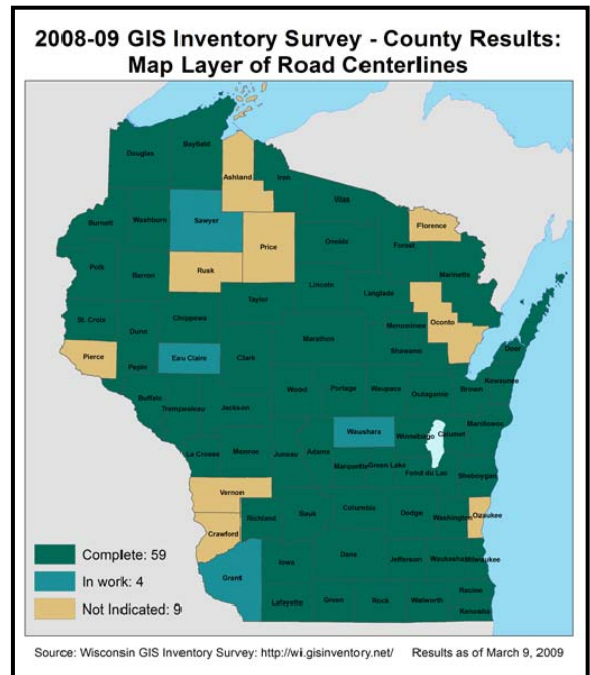 2008-09 GIS Inventory Survey - County Results:
Map Layer of Road Centerlines
Douglas
Bayfield
Ashland
Iron
Vilas
Burnett
Washburn
Sawyer
Price
Oneida
Forest
Florence
Marinette
Polk
Barron
Rusk
Taylor
Lincoln
Langlade
Oconto
St. Croix
Dunn
Chippewa
Clark
Marathon
Menominee
Shawano
Door
Pierce
Pepin
Eau Claire
Kewaunee
Buffalo
Trempealeau
Jackson
Wood
Portage
Waupaca
Outagamie
Brown
La Crosse
Monroe
Juneau
Adams
Waushara
Winnebago
Calumet
Manitowoc
Marquette
Green Lake
Fond du Lac
Sheboygan
Vernon
Crawford
Richland
Sauk
Columbia
Dodge
Washington
Ozaukee
Grant
Iowa
Dane
Jefferson
Waukesha
Milwaukee
Lafayette
Green
Rock
Walworth
Racine
Kenosha
Complete: 59
In work: 4
Not Indicated: 9
Source: Wisconsin GIS Inventory Survey: http://wi.gisinventory.net/ Results as of March 9, 2009